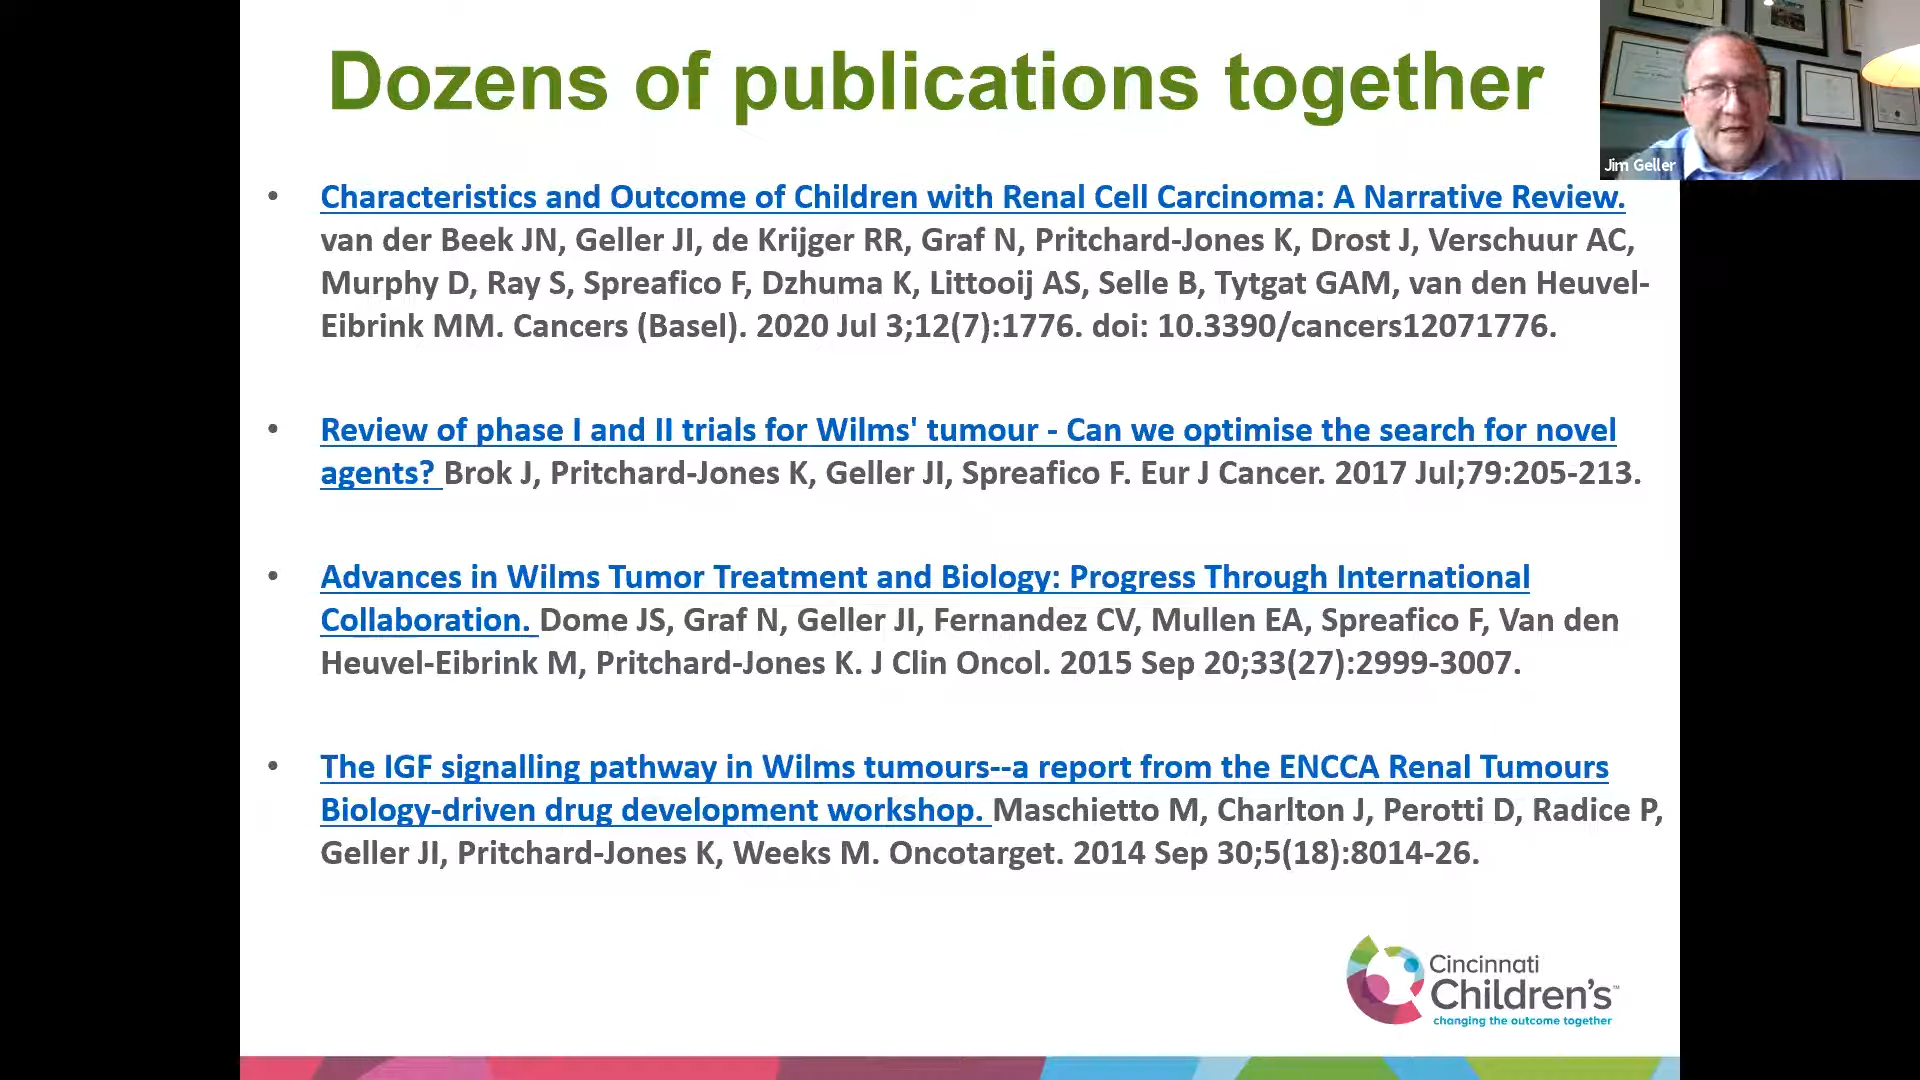 Dozens of publications together
Jim Geller
• Characteristics and Outcome of Children with Renal Cell Carcinoma: A Narrative Review.
van der Beek JN, Geller JI, de Krijger RR, Graf N, Pritchard-Jones K, Drost J, Verschuur AC,
Murphy D, Ray S, Spreafico F, Dzhuma K, Littooij AS, Selle B, Tytgat GAM, van den Heuvel-
Eibrink MM. Cancers (Basel). 2020 Jul 3;12(7):1776. doi: 10.3390/cancers12071776.
• Review of phase I and II trials for Wilms' tumour - Can we optimise the search for novel
agents? Brok J, Pritchard-Jones K, Geller JI, Spreafico F. Eur J Cancer. 2017 Jul;79:205-213.
• Advances in Wilms Tumor Treatment and Biology: Progress Through International
Collaboration. Dome JS, Graf N, Geller JI, Fernandez CV, Mullen EA, Spreafico F, Van den
Heuvel-Eibrink M, Pritchard-Jones K. J Clin Oncol. 2015 Sep 20;33(27):2999-3007.
• The IGF signalling pathway in Wilms tumours--a report from the ENCCA Renal Tumours
Biology-driven drug development workshop. Maschietto M, Charlton J, Perotti D, Radice P,
Geller JI, Pritchard-Jones K, Weeks M. Oncotarget. 2014 Sep 30;5(18):8014-26.
Cincinnati
Children's™
changing the outcome together